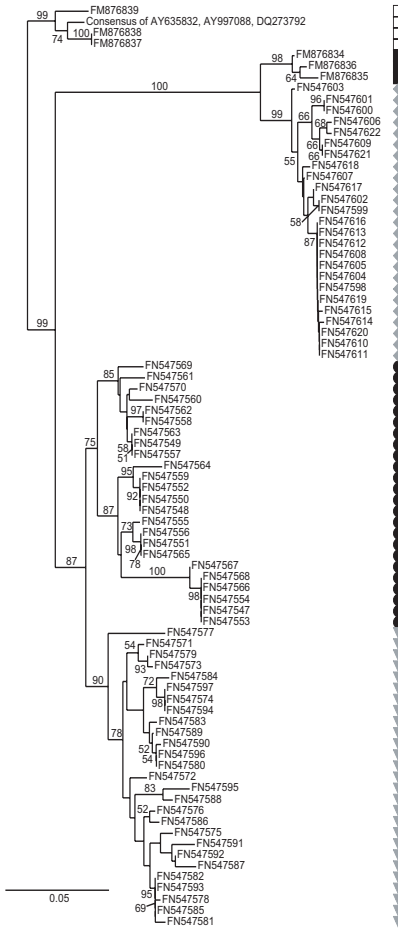 FM876839
99
Consensus of AY635832, AY997088, DQ273792
100 FM876838
74
FM876837
98 FM876834
FM876836
64 FM876835
100
FN547603
96 FN547601
FN547600
99
66
68 FN547606
FN547622
66 FN547609
66 FN547621
55
FN547618
FN547607
FN547617
FN547602
58 FN547599
FN547616
87 FN547613
FN547612
FN547608
FN547605
FN547604
FN547598
FN547619
FN547615
FN547614
FN547620
FN547610
FN547611
99
FN547569
85 FN547561
FN547570
FN547560
97 FN547562
FN547558
FN547563
58 FN547549
51 FN547557
75
95 FN547564
FN547559
FN547552
92 FN547550
FN547548
87
73 FN547555
FN547556
98 FN547551
78 FN547565
87
100
FN547567
FN547568
FN547566
98 FN547554
FN547547
FN547553
FN547577
54 FN547571
FN547579
93 FN547573
90
72 FN547584
FN547597
98 FN547574
FN547594
78
FN547583
FN547589
52 FN547590
54 FN547596
FN547580
FN547572
83 FN547595
FN547588
52 FN547576
FN547586
FN547575
FN547591
FN547592
FN547587
FN547582
95 FN547593
FN547578
69 FN547585
FN547581
0.05